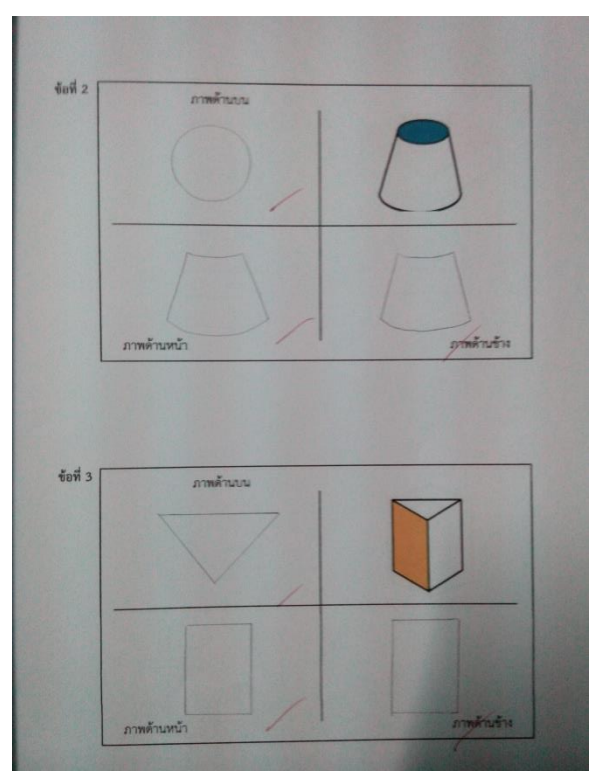 ข้อที่ 2
ภาพด้านบน
ภาพด้านหน้า
ภาพด้านข้าง
ข้อที่ 3
ภาพด้านบน
ภาพด้านหน้า
ภาพด้านข้าง